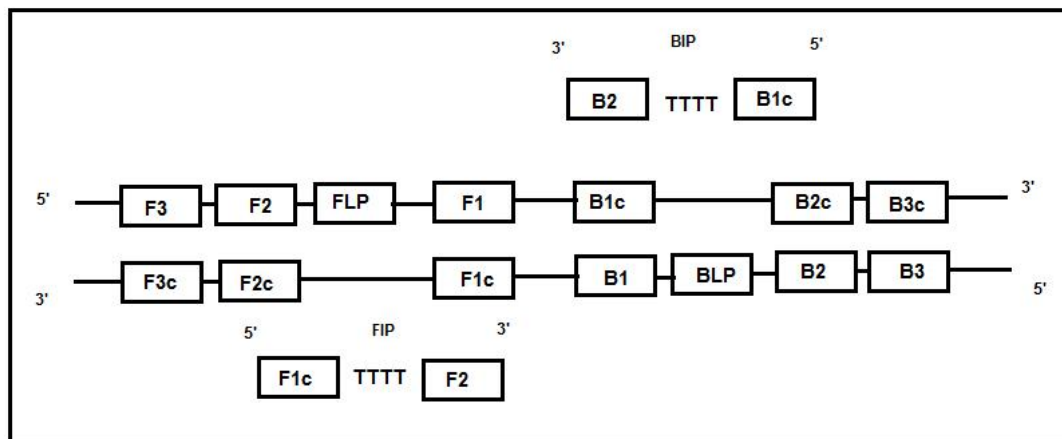 3' BIP 5'
B2 TTTT B1c
5' F3 F2 FLP F1 B1c B2c B3c 3'
3' F3c F2c F1c B1 BLP B2 B3 5'
5' FIP 3'
F1c TTTT F2